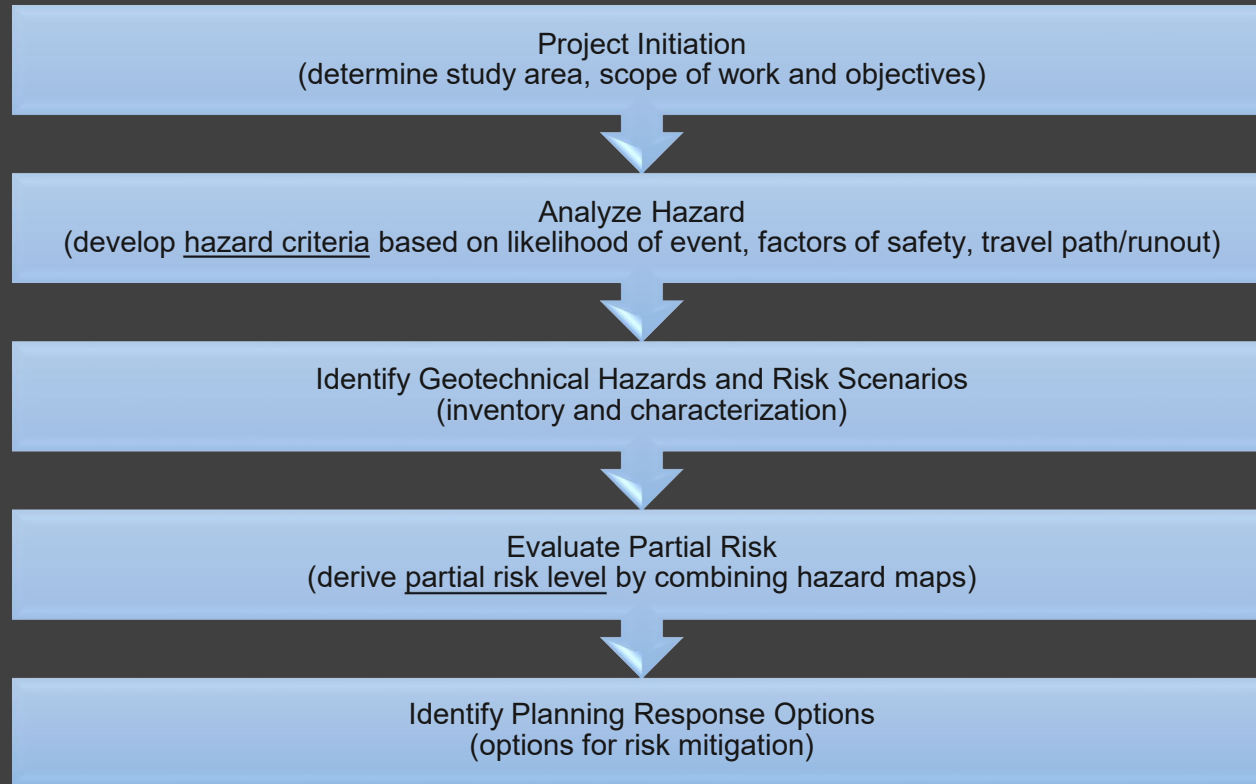 Project Initiation
(determine study area, scope of work and objectives)
Analyze Hazard
(develop hazard criteria based on likelihood of event, factors of safety, travel path/runout)
Identify Geotechnical Hazards and Risk Scenarios
(inventory and characterization)
Evaluate Partial Risk
(derive partial risk level by combining hazard maps)
Identify Planning Response Options
(options for risk mitigation)